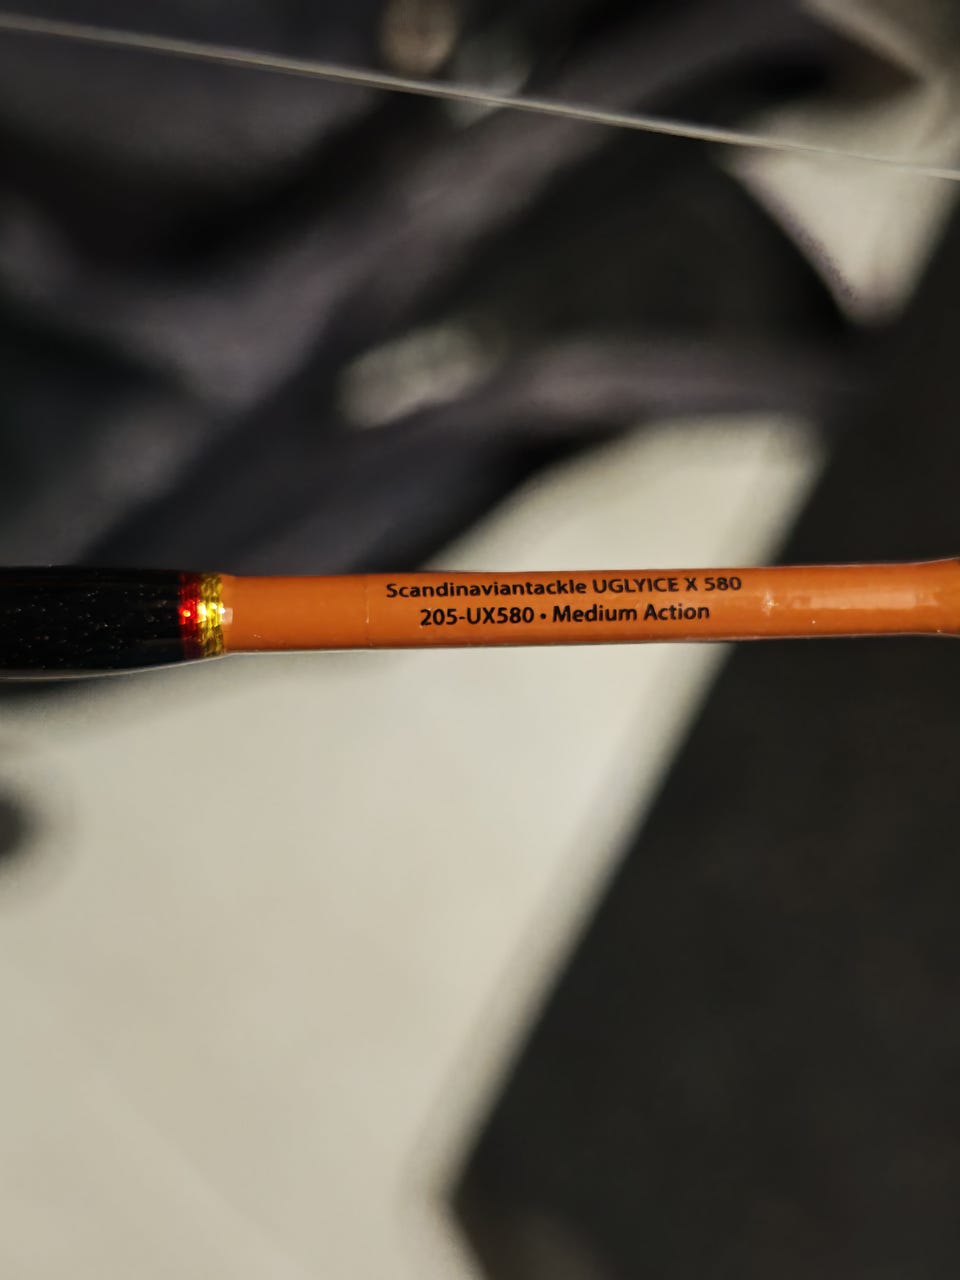 Scandinaviantackle UGLYICE X 580
205-UX580 • Medium Action